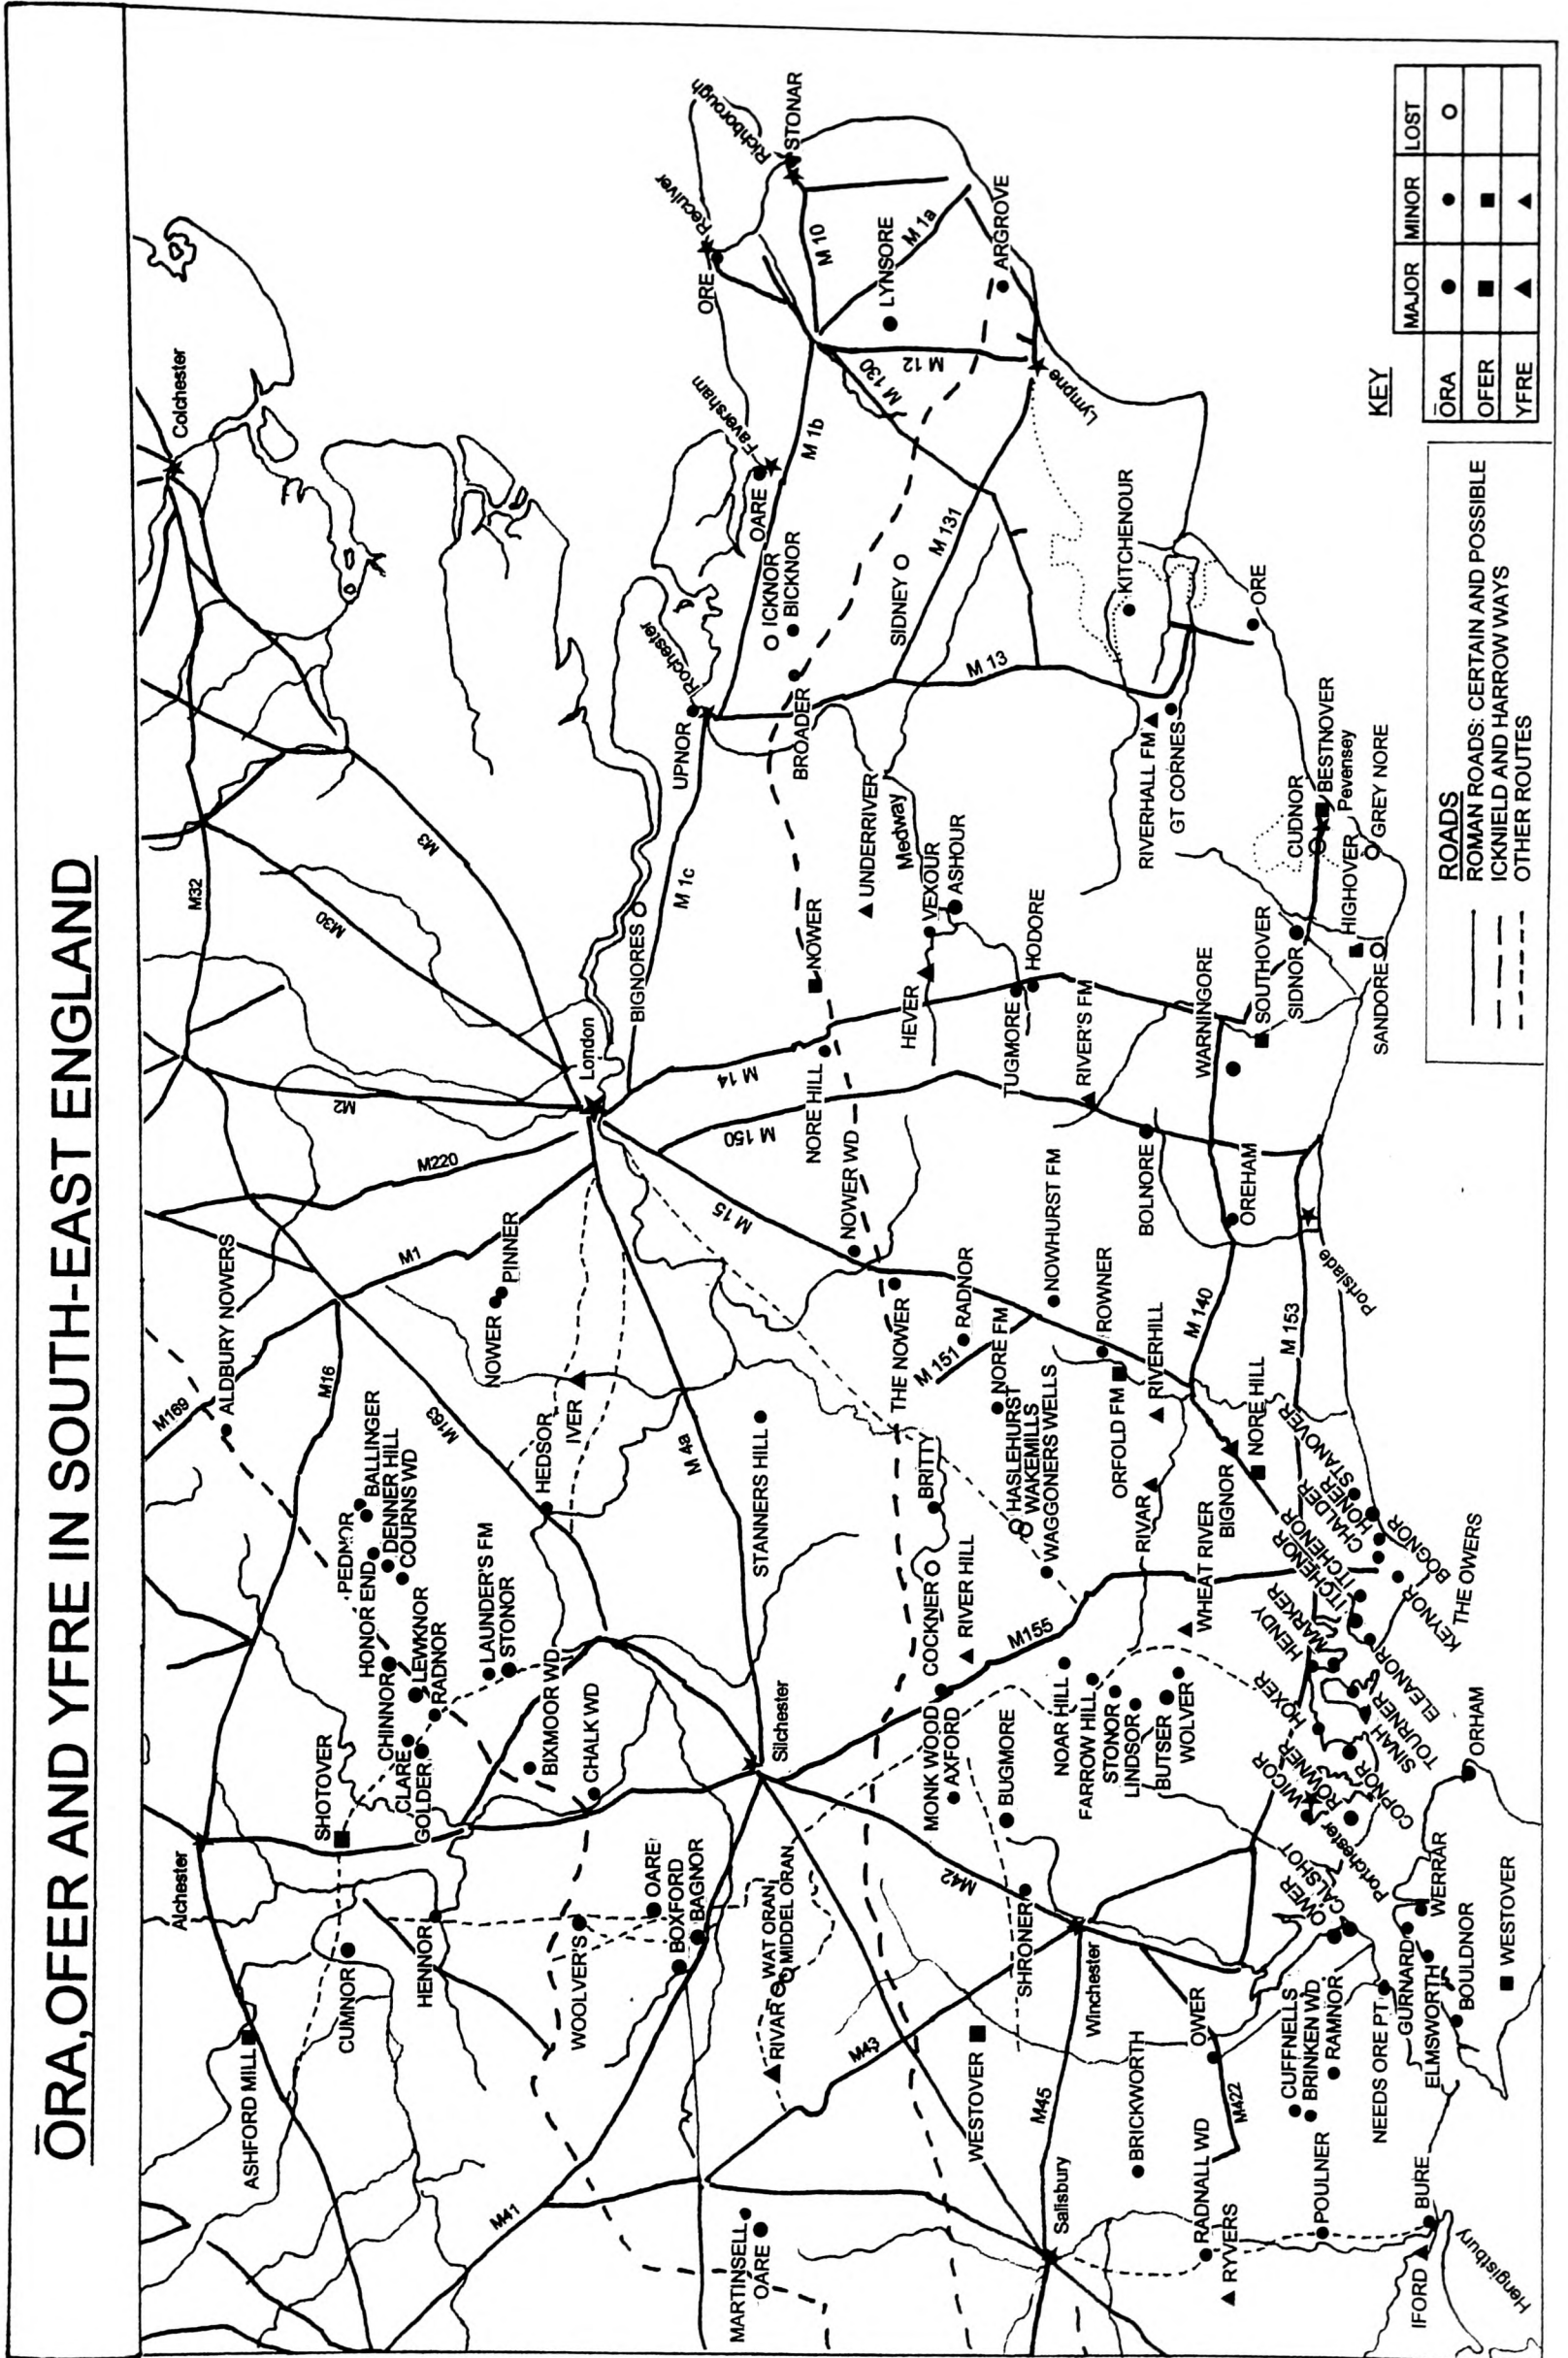 ŌRA,OFER AND YFRE IN SOUTH-EAST ENGLAND
Alchester
ASHFORD MILL
CUMNOR
SHOTOVER
CLARE
GOLDER
CHINNOR
HONOR END
LEWKNOR
RADNOR
PEDMOR
BALLINGER
DENNER HILL
COURNS WD
LAUNDER'S FM
STONOR
ALDBURY NOWERS
M169
M16
M163
M1
M220
M2
M32
M30
M3
Colchester
HENNOR
WOOLVER'S
OARE
BOXFORD
BAGNOR
BIXMOOR WD
CHALK WD
HEDSOR
IVER
NOWER
PINNER
London
BIGNORES
M41
MARTINSELL
OARE
RIVAR
WAT ORAN
MIDDEL ORAN
M43
Silchester
STANNERS HILL
M 4a
M 15
M 150
M 14
M 1c
UPNOR
Rochester
ICKNOR
BICKNOR
BROADER
OARE
Faversham
M 1b
ORE
Reculver
Richborough
STONAR
M 10
M 1a
LYNSORE
M 130
M 12
ARGROVE
Lympne
M 131
SIDNEY
M 13
NORE HILL
NOWER
NOWER WD
THE NOWER
RADNOR
M 151
NORE FM
HASLEHURST
WAKEMILLS
WAGGONERS WELLS
BRITTY
COCKNER
RIVER HILL
M155
MONK WOOD
AXFORD
BUGMORE
M42
WESTOVER
SHRONER
Winchester
M45
Salisbury
UNDERRIVER
Medway
VEXOUR
ASHOUR
HEVER
TUGMORE
HODORE
RIVER'S FM
NOWHURST FM
ROWNER
ORFOLD FM
RIVERHILL
RIVAR
WHEAT RIVER
BIGNOR
NORE HILL
M 140
M 153
BOLNORE
OREHAM
WARNINGORE
SOUTHOVER
SIDNOR
SANDORE
HIGHOVER
CUDNOR
BESTNOVER
Pevensey
GREY NORE
RIVERHALL FM
GT CORNES
KITCHENOUR
ORE
Portslade
NOAR HILL
FARROW HILL
STONOR
LINDSOR
BUTSER
WOLVER
BRICKWORTH
OWER
M422
RADNALL WD
RYVERS
POULNER
CUFFNELLS
BRINKEN WD
RAMNOR
NEEDS ORE PT
GURNARD
ELMSWORTH
BOULDNOR
WERRAR
WESTOVER
ORHAM
BURE
IFORD
Hengistbury
OWER
CALSHOT
Portchester
WICOR
ROWNER
COPNOR
HOXER
SINAH
TOURNER
ELEANOR
HENDY
MARKER
ITCHENOR
ITCHENOR
CHALDER
HONER
STANOVER
KEYNOR
BOGNOR
THE OWERS
KEY
MAJOR MINOR LOST
ŌRA
OFER
YFRE
ROADS
ROMAN ROADS: CERTAIN AND POSSIBLE
ICKNIELD AND HARROW WAYS
OTHER ROUTES